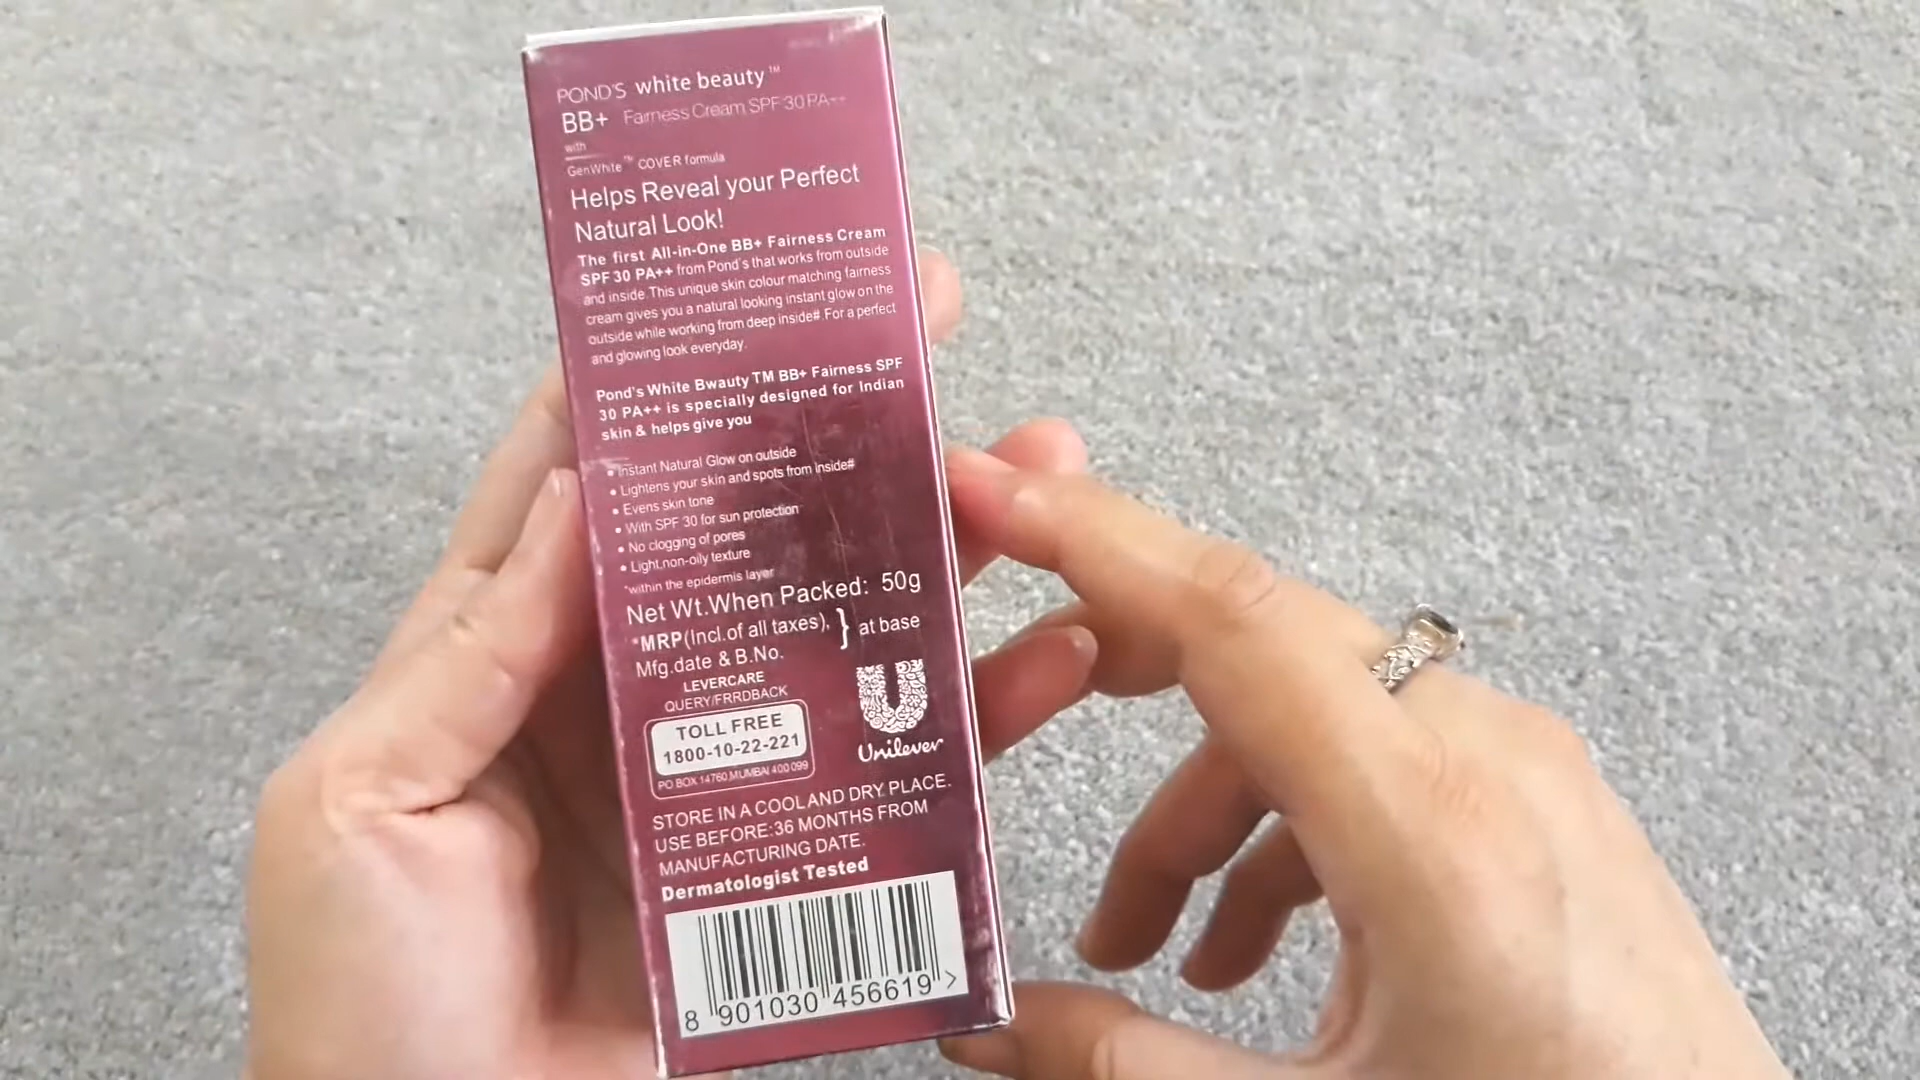 POND'S white beauty™
BB+ Fairness Cream SPF 30 PA++
with
GenWhite™ COVER formula
Helps Reveal your Perfect
Natural Look!
The first All-in-One BB+ Fairness Cream
SPF 30 PA++ from Pond's that works from outside
and inside.This unique skin colour matching fairness
cream gives you a natural looking instant glow on the
outside while working from deep inside#.For a perfect
and glowing look everyday.
Pond's White Bwauty TM BB+ Fairness SPF
30 PA++ is specially designed for Indian
skin & helps give you
• Instant Natural Glow on outside
• Lightens your skin and spots from inside#
• Evens skin tone
• With SPF 30 for sun protection
• No clogging of pores
• Light,non-oily texture
*within the epidermis layer
Net Wt.When Packed: 50g
*MRP(Incl.of all taxes), } at base
Mfg.date & B.No.
LEVERCARE
QUERY/FRRDBACK
TOLL FREE
1800-10-22-221
PO BOX 14760,MUMBAI 400 099
Unilever
STORE IN A COOL AND DRY PLACE.
USE BEFORE:36 MONTHS FROM
MANUFACTURING DATE.
Dermatologist Tested
8 901030 456619 >